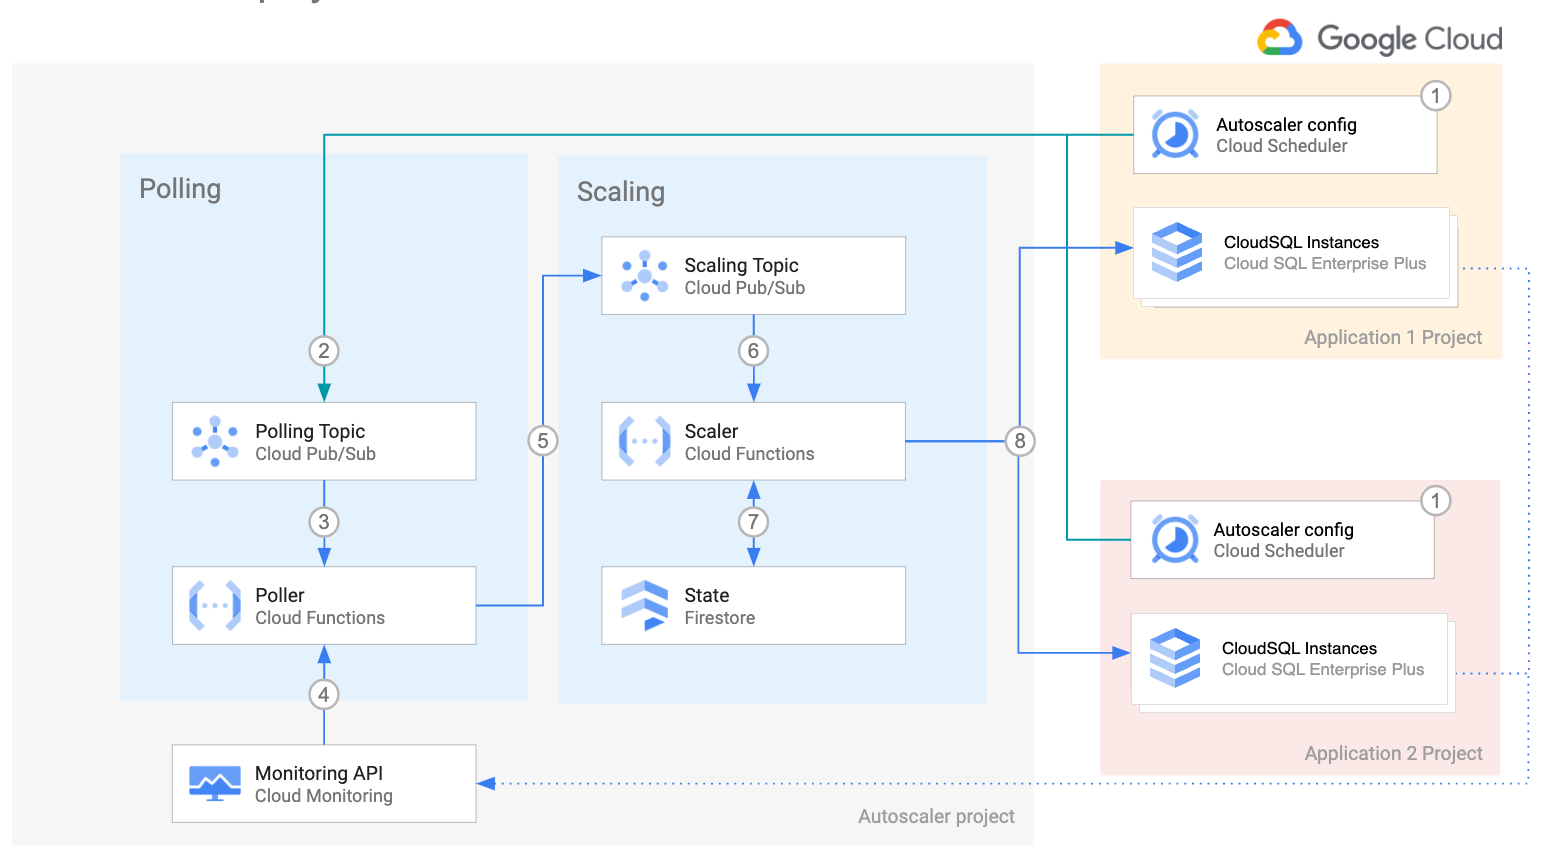 Google Cloud
1
Autoscaler config
Cloud Scheduler
Polling
Scaling
CloudSQL Instances
Cloud SQL Enterprise Plus
Scaling Topic
Cloud Pub/Sub
Application 1 Project
2
6
Polling Topic
Cloud Pub/Sub
5
Scaler
Cloud Functions
8
1
Autoscaler config
Cloud Scheduler
3
7
Poller
Cloud Functions
State
Firestore
CloudSQL Instances
Cloud SQL Enterprise Plus
4
Application 2 Project
Monitoring API
Cloud Monitoring
Autoscaler project